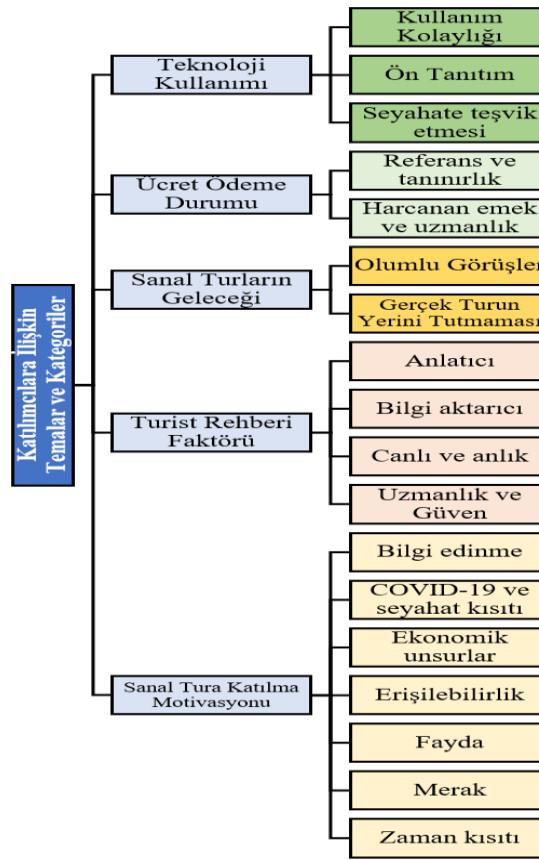 Katılımcılara İlişkin
Temalar ve Kategoriler
Teknoloji
Kullanımı
Kullanım
Kolaylığı
Ön Tanıtım
Seyahate teşvik
etmesi
Ücret Ödeme
Durumu
Referans ve
tanınırlık
Harcanan emek
ve uzmanlık
Sanal Turların
Geleceği
Olumlu Görüşler
Gerçek Turun
Yerini Tutmaması
Turist Rehberi
Faktörü
Anlatıcı
Bilgi aktarıcı
Canlı ve anlık
Uzmanlık ve
Güven
Sanal Tura Katılma
Motivasyonu
Bilgi edinme
COVID-19 ve
seyahat kısıtı
Ekonomik
unsurlar
Erişilebilirlik
Fayda
Merak
Zaman kısıtı